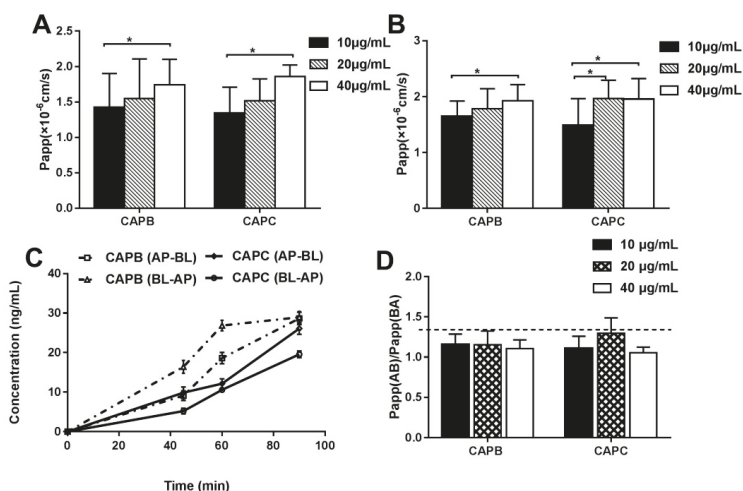 A
*
*
10μg/mL
20μg/mL
40μg/mL
Papp(×10⁻⁶cm/s)
2.5
2.0
1.5
1.0
0.5
0.0
CAPB
CAPC
B
*
*
*
10μg/mL
20μg/mL
40μg/mL
Papp(×10⁻⁶cm/s)
3
2
1
0
CAPB
CAPC
C
CAPB (AP-BL)
CAPC (AP-BL)
CAPB (BL-AP)
CAPC (BL-AP)
Concentration (ng/mL)
40
30
20
10
0
0
20
40
60
80
100
Time (min)
D
10 μg/mL
20 μg/mL
40 μg/mL
Papp(AB)/Papp(BA)
2.0
1.5
1.0
0.5
0.0
CAPB
CAPC